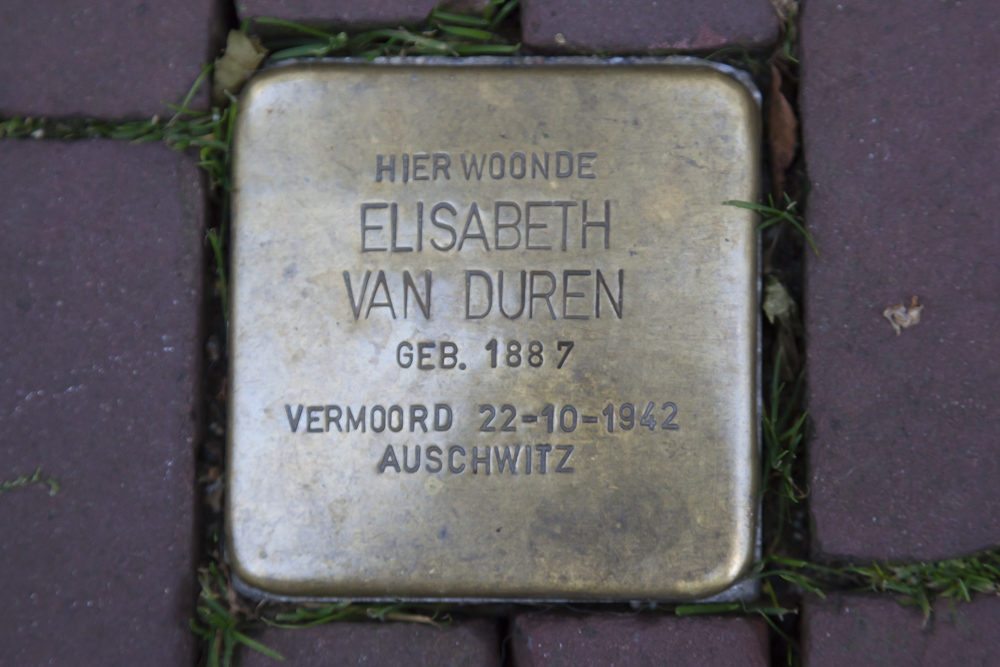 HIER WOONDE
ELISABETH
VAN DUREN
GEB. 1887
VERMOORD 22-10-1942
AUSCHWITZ